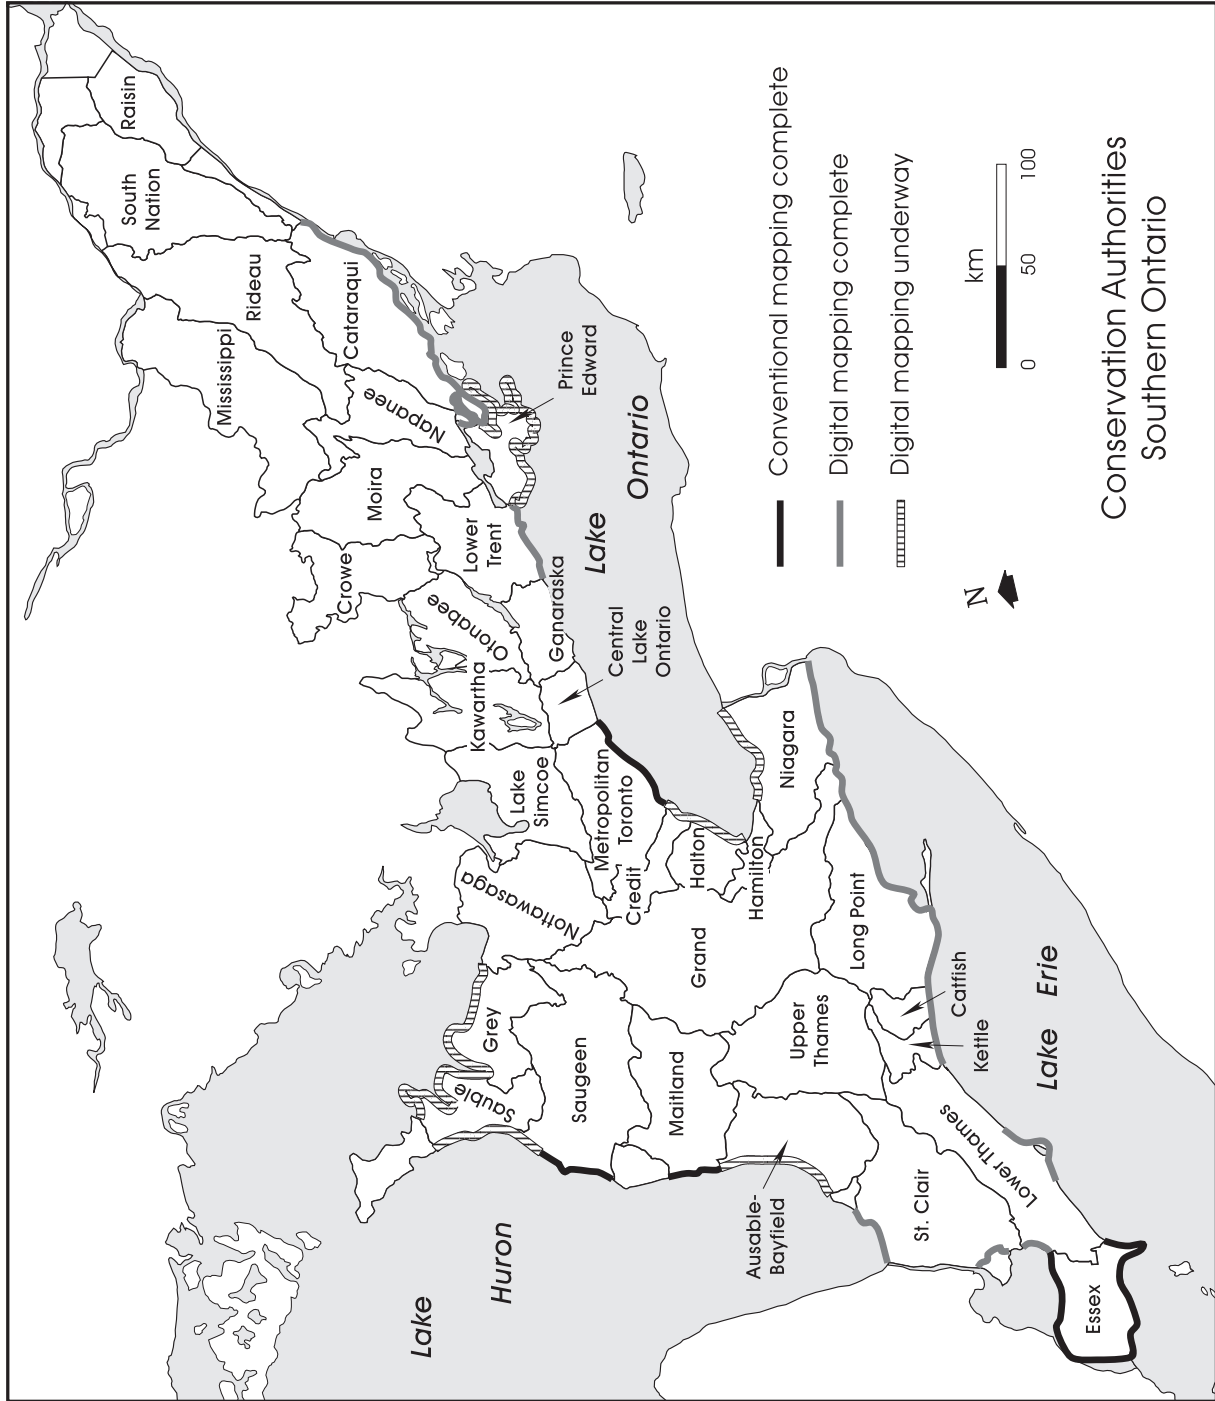 Raisin
South
Nation
Rideau
Mississippi
Cataraqui
Napanee
Moira
Prince
Edward
Crowe
Lower
Trent
Otonabee
Ganaraska
Kawartha
Central
Lake
Ontario
Lake Ontario
Lake
Simcoe
Metropolitan
Toronto
Nottawasaga
Credit
Halton
Hamilton
Niagara
Grand
Long Point
Grey
Sauble
Saugeen
Maitland
Upper
Thames
Catfish
Kettle
Lake Erie
Ausable-
Bayfield
St. Clair
Lower Thames
Essex
Lake
Huron
Conventional mapping complete
Digital mapping complete
Digital mapping underway
N
km
0 50 100
Conservation Authorities
Southern Ontario